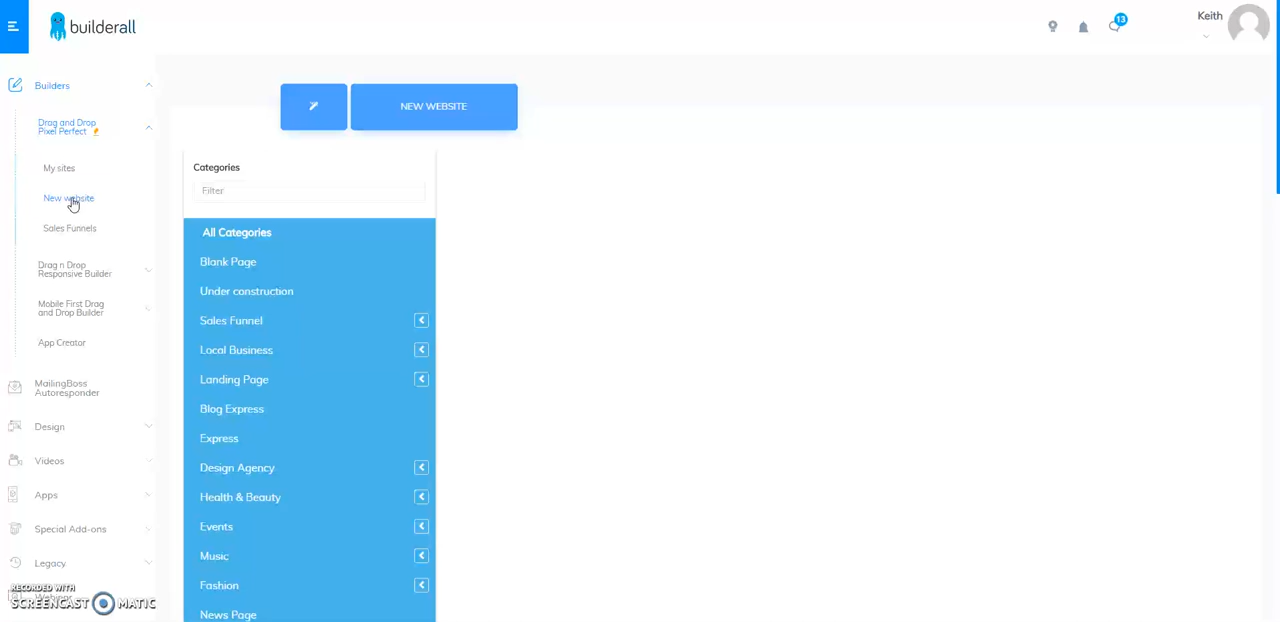 builderall
13
Keith
Builders
Drag and Drop
Pixel Perfect
My sites
New website
Sales Funnels
Drag n Drop
Responsive Builder
Mobile First Drag
and Drop Builder
App Creator
MailingBoss
Autoresponder
Design
Videos
Apps
Special Add-ons
Legacy
Webinar
RECORDED WITH
SCREENCAST MATIC
NEW WEBSITE
Categories
Filter
All Categories
Blank Page
Under construction
Sales Funnel
Local Business
Landing Page
Blog Express
Express
Design Agency
Health & Beauty
Events
Music
Fashion
News Page